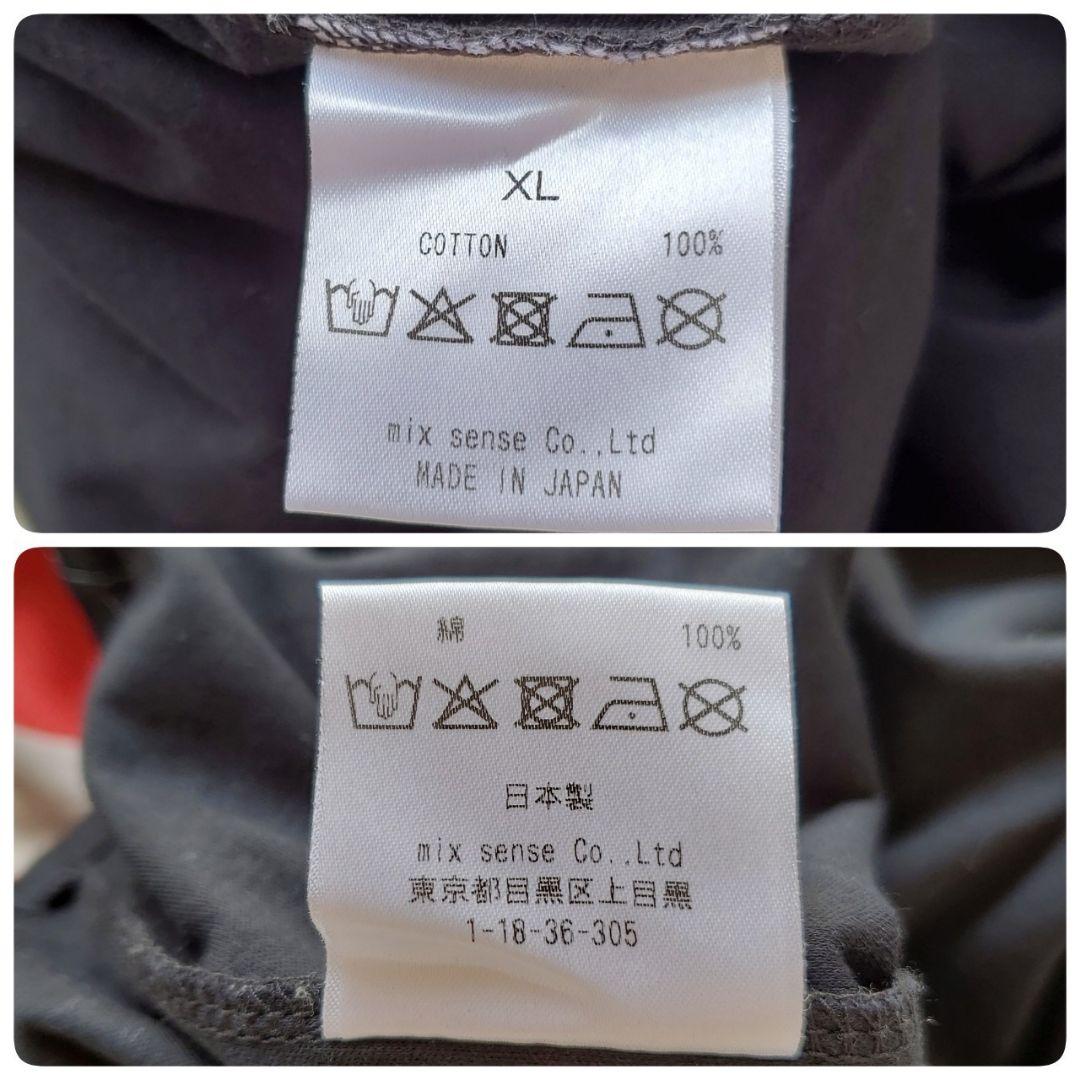 XL
COTTON 100%
mix sense Co.,Ltd
MADE IN JAPAN
綿 100%
日本製
mix sense Co.,Ltd
東京都目黒区上目黒
1-18-36-305